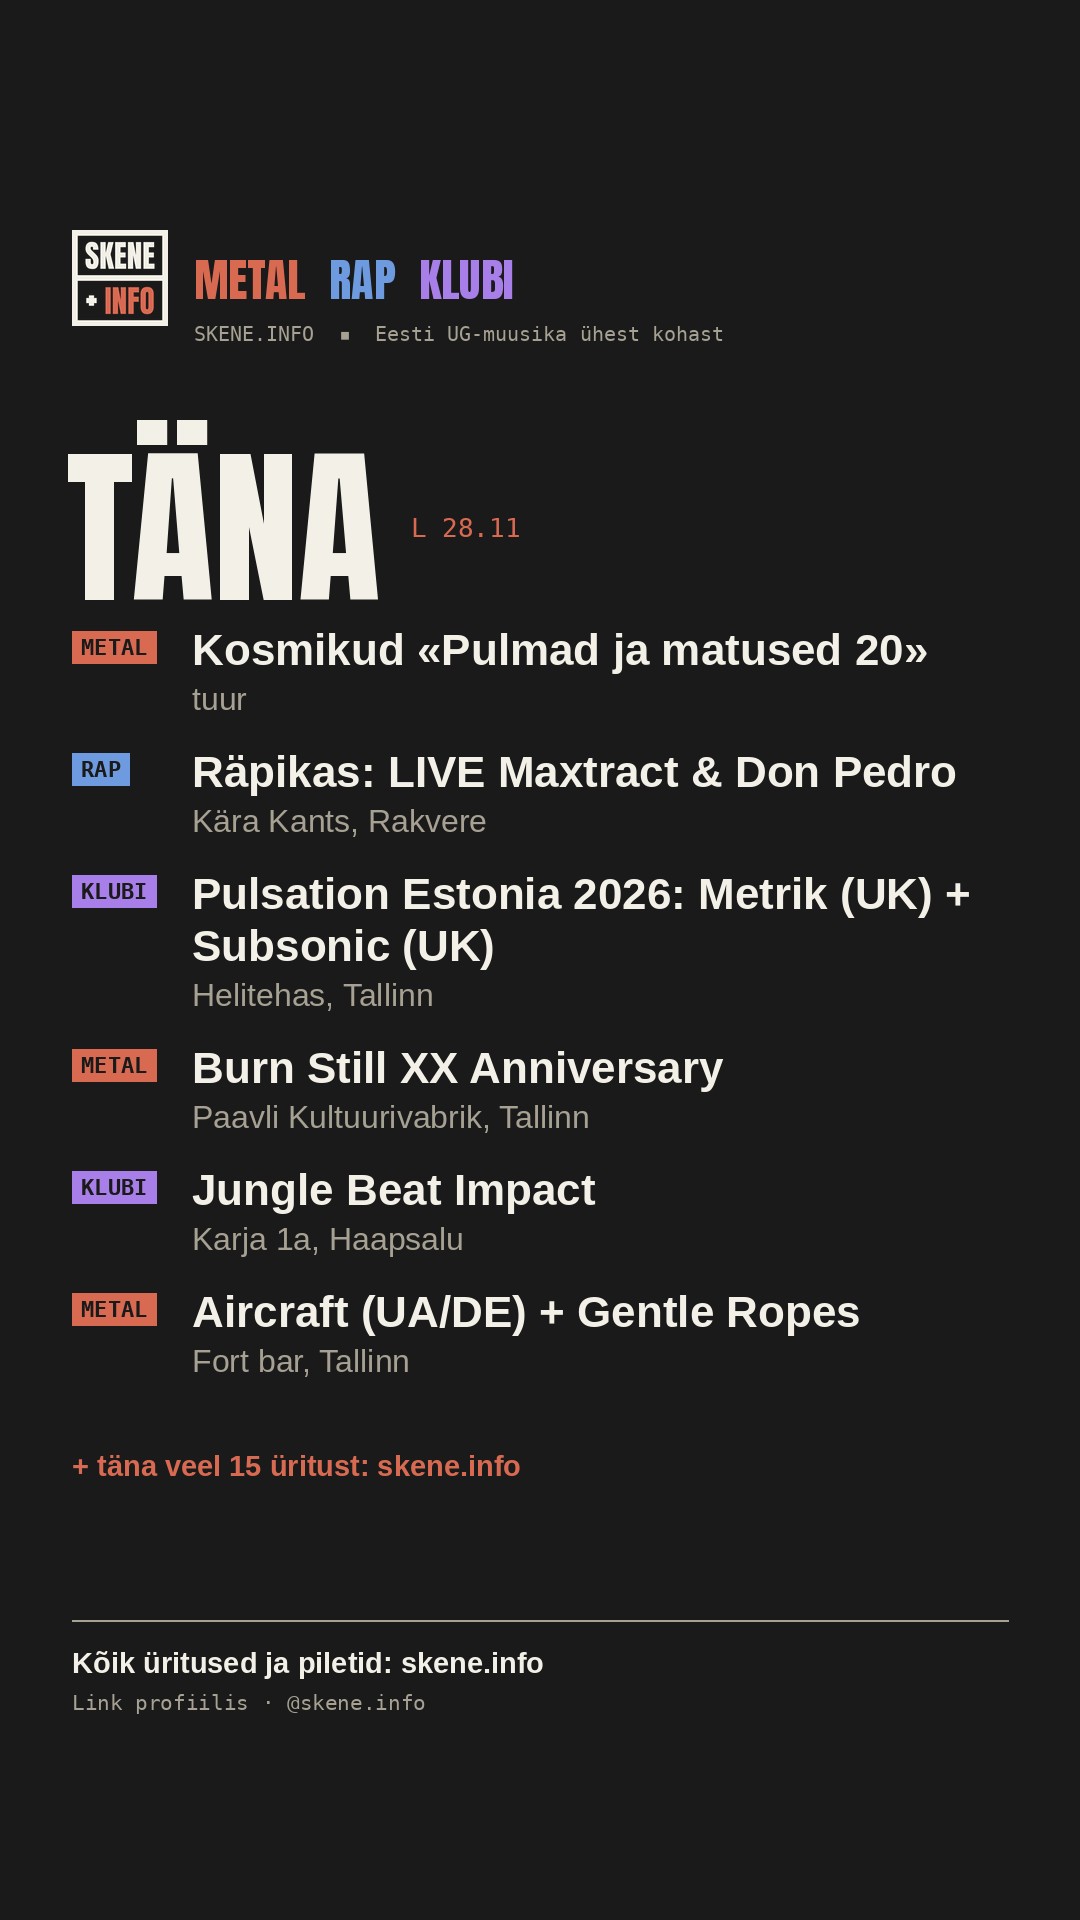 SKENE
+ INFO
METAL RAP KLUBI
SKENE.INFO ▪ Eesti UG-muusika ühest kohast
TÄNA L 28.11
METAL Kosmikud «Pulmad ja matused 20»
tuur
RAP Räpikas: LIVE Maxtract & Don Pedro
Kära Kants, Rakvere
KLUBI Pulsation Estonia 2026: Metrik (UK) +
Subsonic (UK)
Helitehas, Tallinn
METAL Burn Still XX Anniversary
Paavli Kultuurivabrik, Tallinn
KLUBI Jungle Beat Impact
Karja 1a, Haapsalu
METAL Aircraft (UA/DE) + Gentle Ropes
Fort bar, Tallinn
+ täna veel 15 üritust: skene.info
Kõik üritused ja piletid: skene.info
Link profiilis · @skene.info